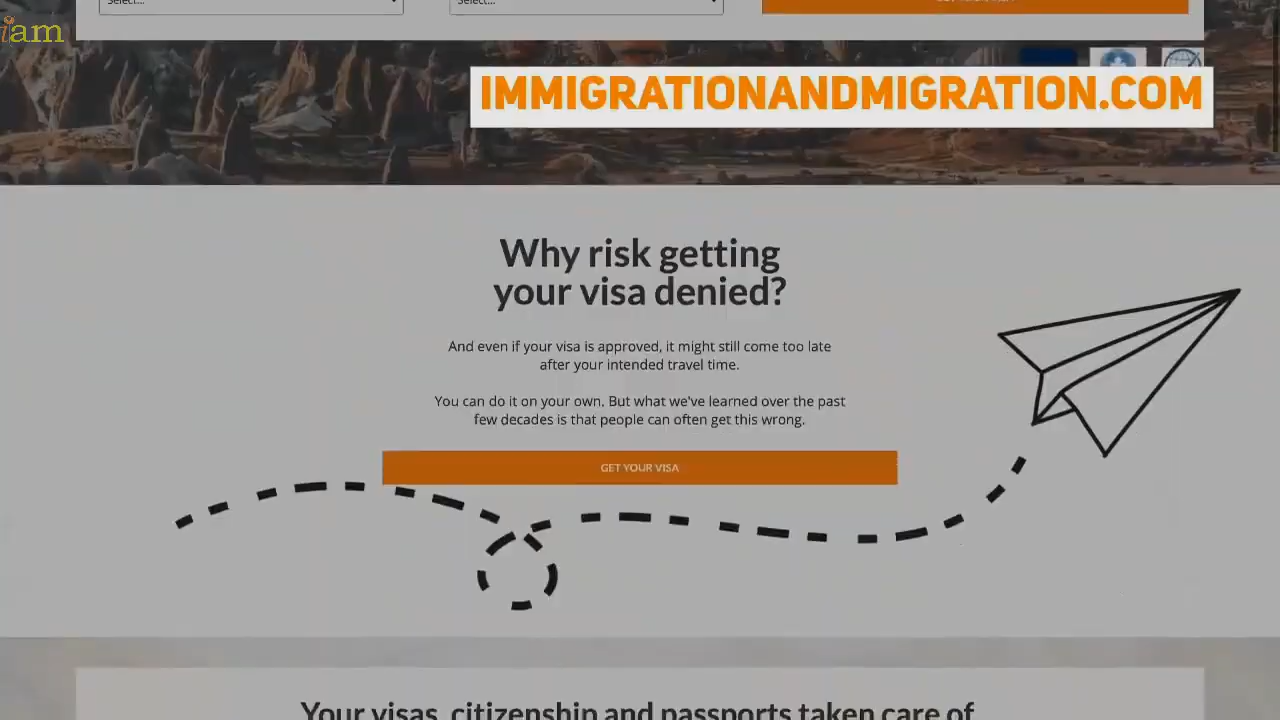 Select...
Select...
iam
IMMIGRATIONANDMIGRATION.COM
Why risk getting
your visa denied?
And even if your visa is approved, it might still come too late
after your intended travel time.
You can do it on your own. But what we've learned over the past
few decades is that people can often get this wrong.
GET YOUR VISA
Your visas, citizenship and passports taken care of